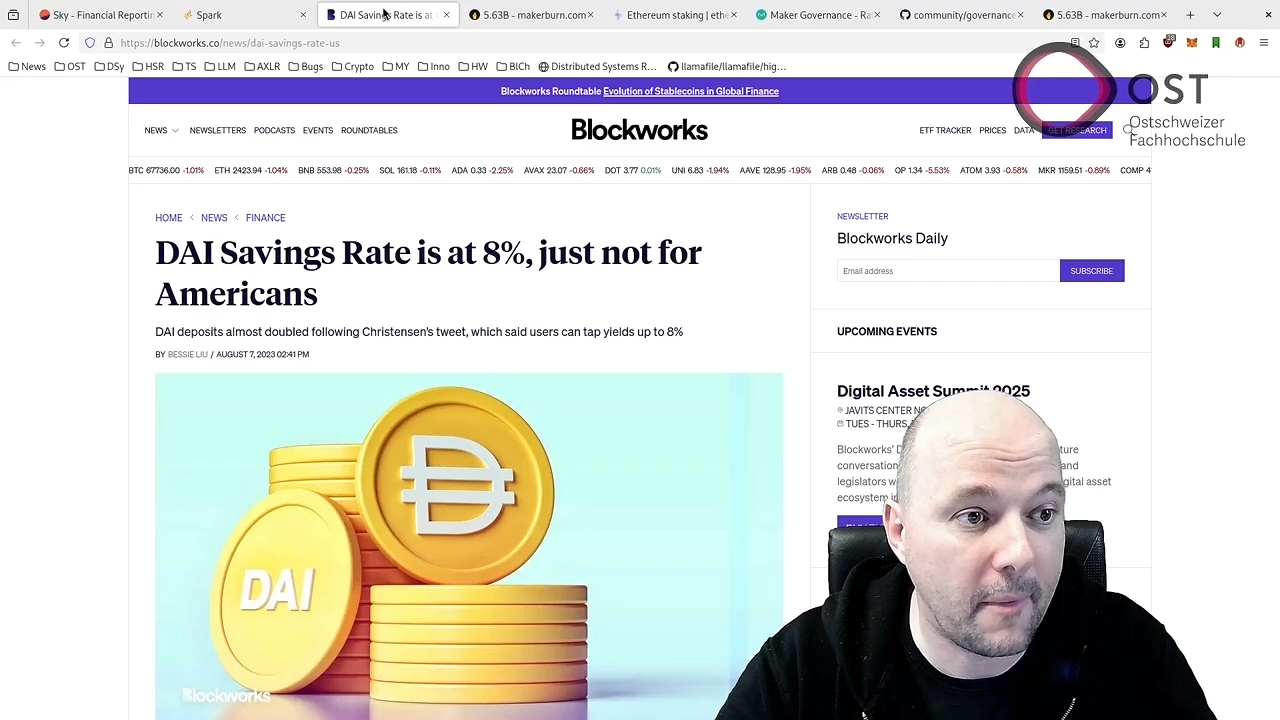 Sky - Financial Reportin
Spark
DAI Savings Rate is at
5.63B - makerburn.com
Ethereum staking | ethe
Maker Governance - Ra
community/governance
5.63B - makerburn.com
https://blockworks.co/news/dai-savings-rate-us
News
OST
DSy
HSR
TS
LLM
AXLR
Bugs
Crypto
MY
Inno
HW
BlCh
Distributed Systems R...
llamafile/llamafile/hig...
Blockworks Roundtable Evolution of Stablecoins in Global Finance
OST
Ostschweizer
Fachhochschule
NEWS
NEWSLETTERS
PODCASTS
EVENTS
ROUNDTABLES
Blockworks
ETF TRACKER
PRICES
DATA
GET RESEARCH
BTC 67736.00 -1.01%
ETH 2423.94 -1.04%
BNB 553.98 -0.25%
SOL 161.18 -0.11%
ADA 0.33 -2.25%
AVAX 23.07 -0.66%
DOT 3.77 0.01%
UNI 6.83 -1.94%
AAVE 128.95 -1.95%
ARB 0.48 -0.06%
OP 1.34 -5.53%
ATOM 3.93 -0.58%
MKR 1159.51 -0.89%
COMP
HOME < NEWS < FINANCE
DAI Savings Rate is at 8%, just not for
Americans
DAI deposits almost doubled following Christensen's tweet, which said users can tap yields up to 8%
BY BESSIE LIU / AUGUST 7, 2023 02:41 PM
DAI
Blockworks
NEWSLETTER
Blockworks Daily
Email address
SUBSCRIBE
UPCOMING EVENTS
Digital Asset Summit 2025
JAVITS CENTER
TUES - THURS,
Blockworks'
conversation
and
legislators
digital asset
ecosystem